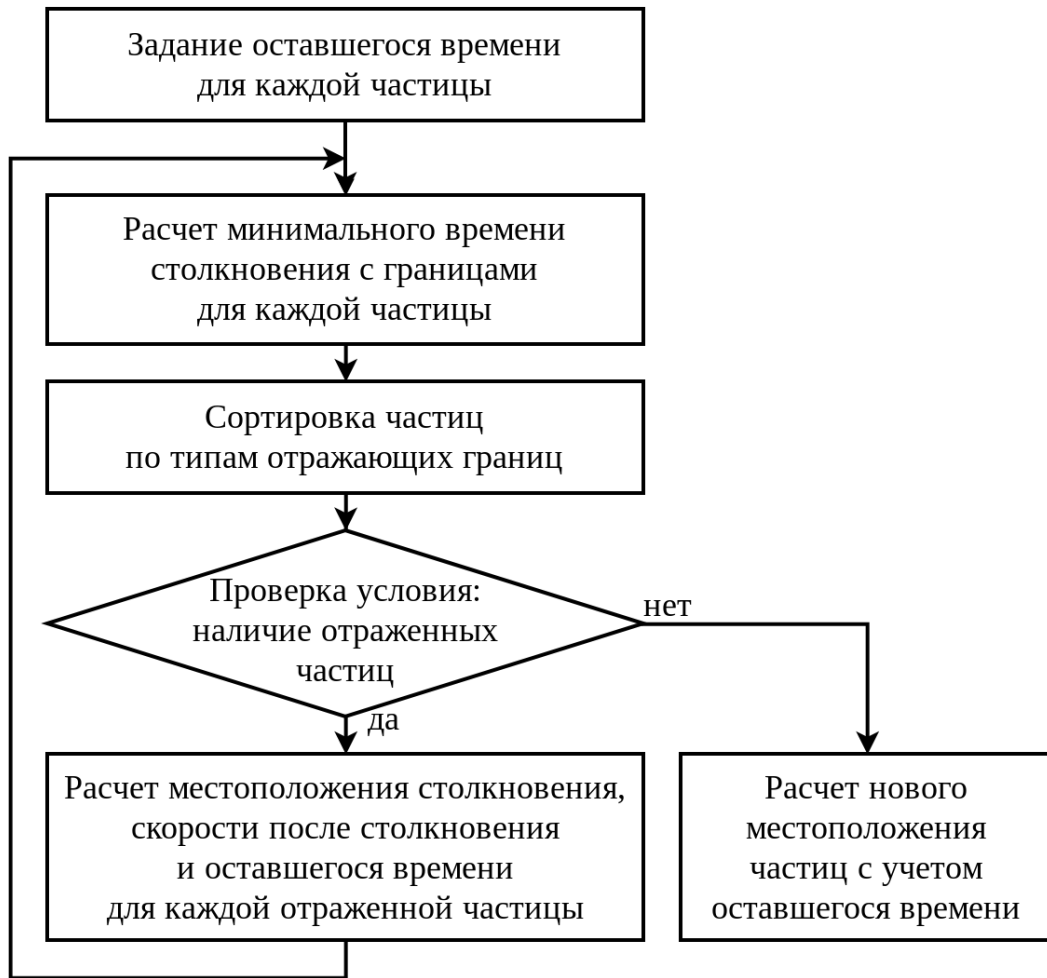 Задание оставшегося времени
для каждой частицы
Расчет минимального времени
столкновения с границами
для каждой частицы
Сортировка частиц
по типам отражающих границ
Проверка условия:
наличие отраженных
частиц
нет
да
Расчет местоположения столкновения,
скорости после столкновения
и оставшегося времени
для каждой отраженной частицы
Расчет нового
местоположения
частиц с учетом
оставшегося времени